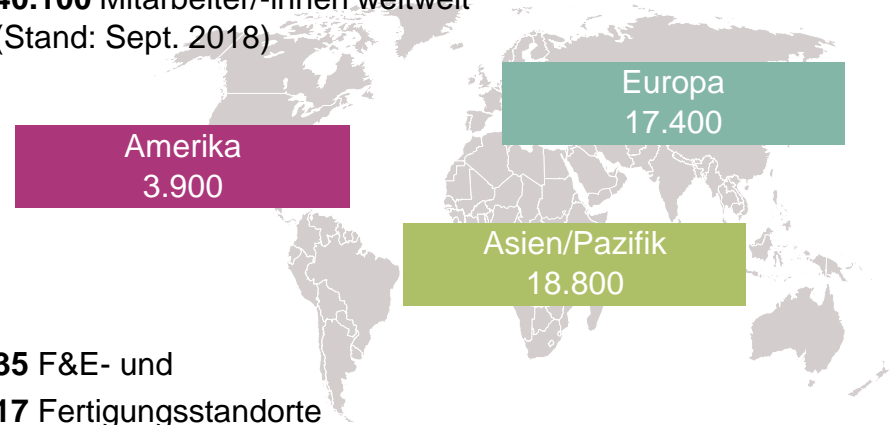 40.100 Mitarbeiter/-innen weltweit
(Stand: Sept. 2018)
Europa
17.400
Amerika
3.900
Asien/Pazifik
18.800
35 F&E- und
17 Fertigungsstandorte